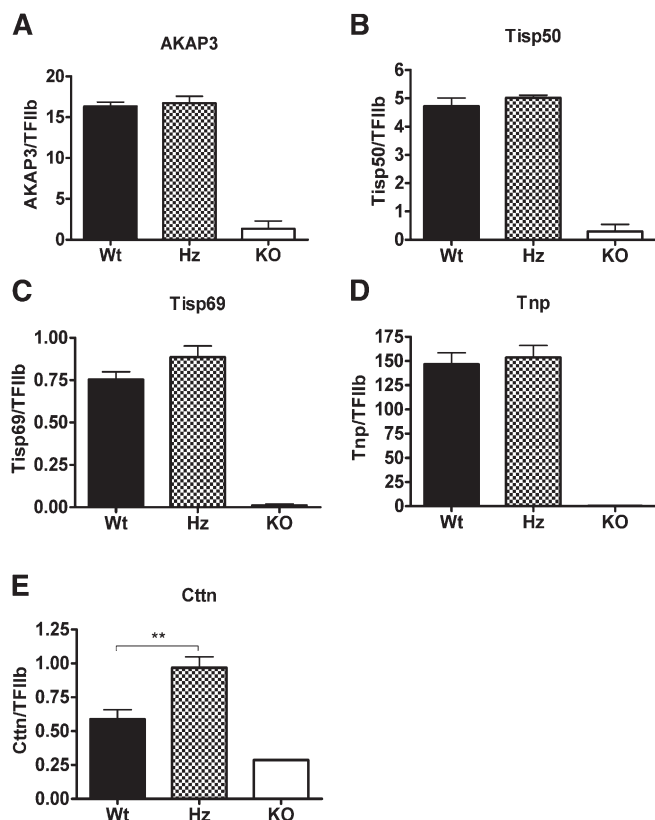 A
AKAP3
AKAP3/TFIIb
20
15
10
5
0
Wt Hz KO
B
Tisp50
Tisp50/TFIIb
6
5
4
3
2
1
0
Wt Hz KO
C
Tisp69
Tisp69/TFIIb
1.00
0.75
0.50
0.25
0.00
Wt Hz KO
D
Tnp
Tnp/TFIIb
175
150
125
100
75
50
25
0
Wt Hz KO
E
Cttn
Cttn/TFIIb
1.25
1.00
0.75
0.50
0.25
0.00
**
Wt Hz KO